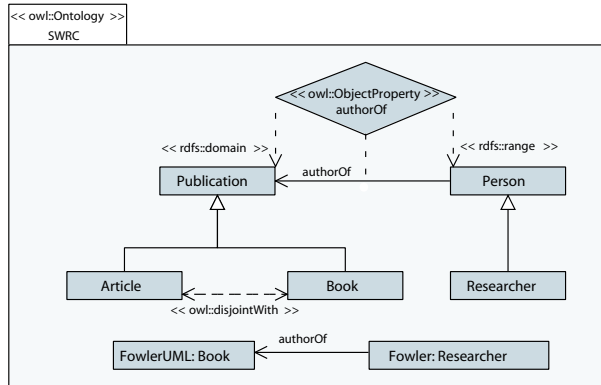 << owl::Ontology >>
SWRC
<< owl::ObjectProperty >>
authorOf
<< rdfs::domain >>
<< rdfs::range >>
authorOf
Publication
Person
Article
Book
Researcher
<< owl::disjointWith >>
authorOf
FowlerUML: Book
Fowler: Researcher